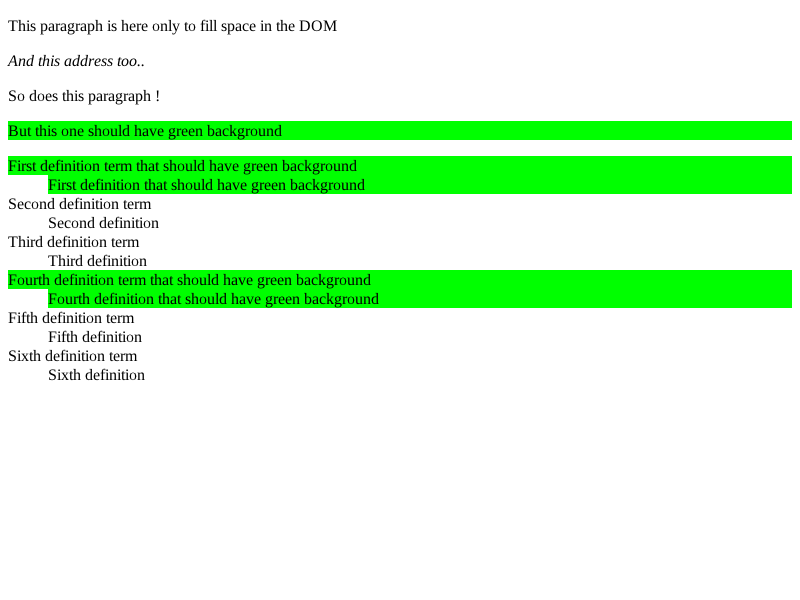 This paragraph is here only to fill space in the DOM
And this address too..
So does this paragraph !
But this one should have green background
First definition term that should have green background
First definition that should have green background
Second definition term
Second definition
Third definition term
Third definition
Fourth definition term that should have green background
Fourth definition that should have green background
Fifth definition term
Fifth definition
Sixth definition term
Sixth definition